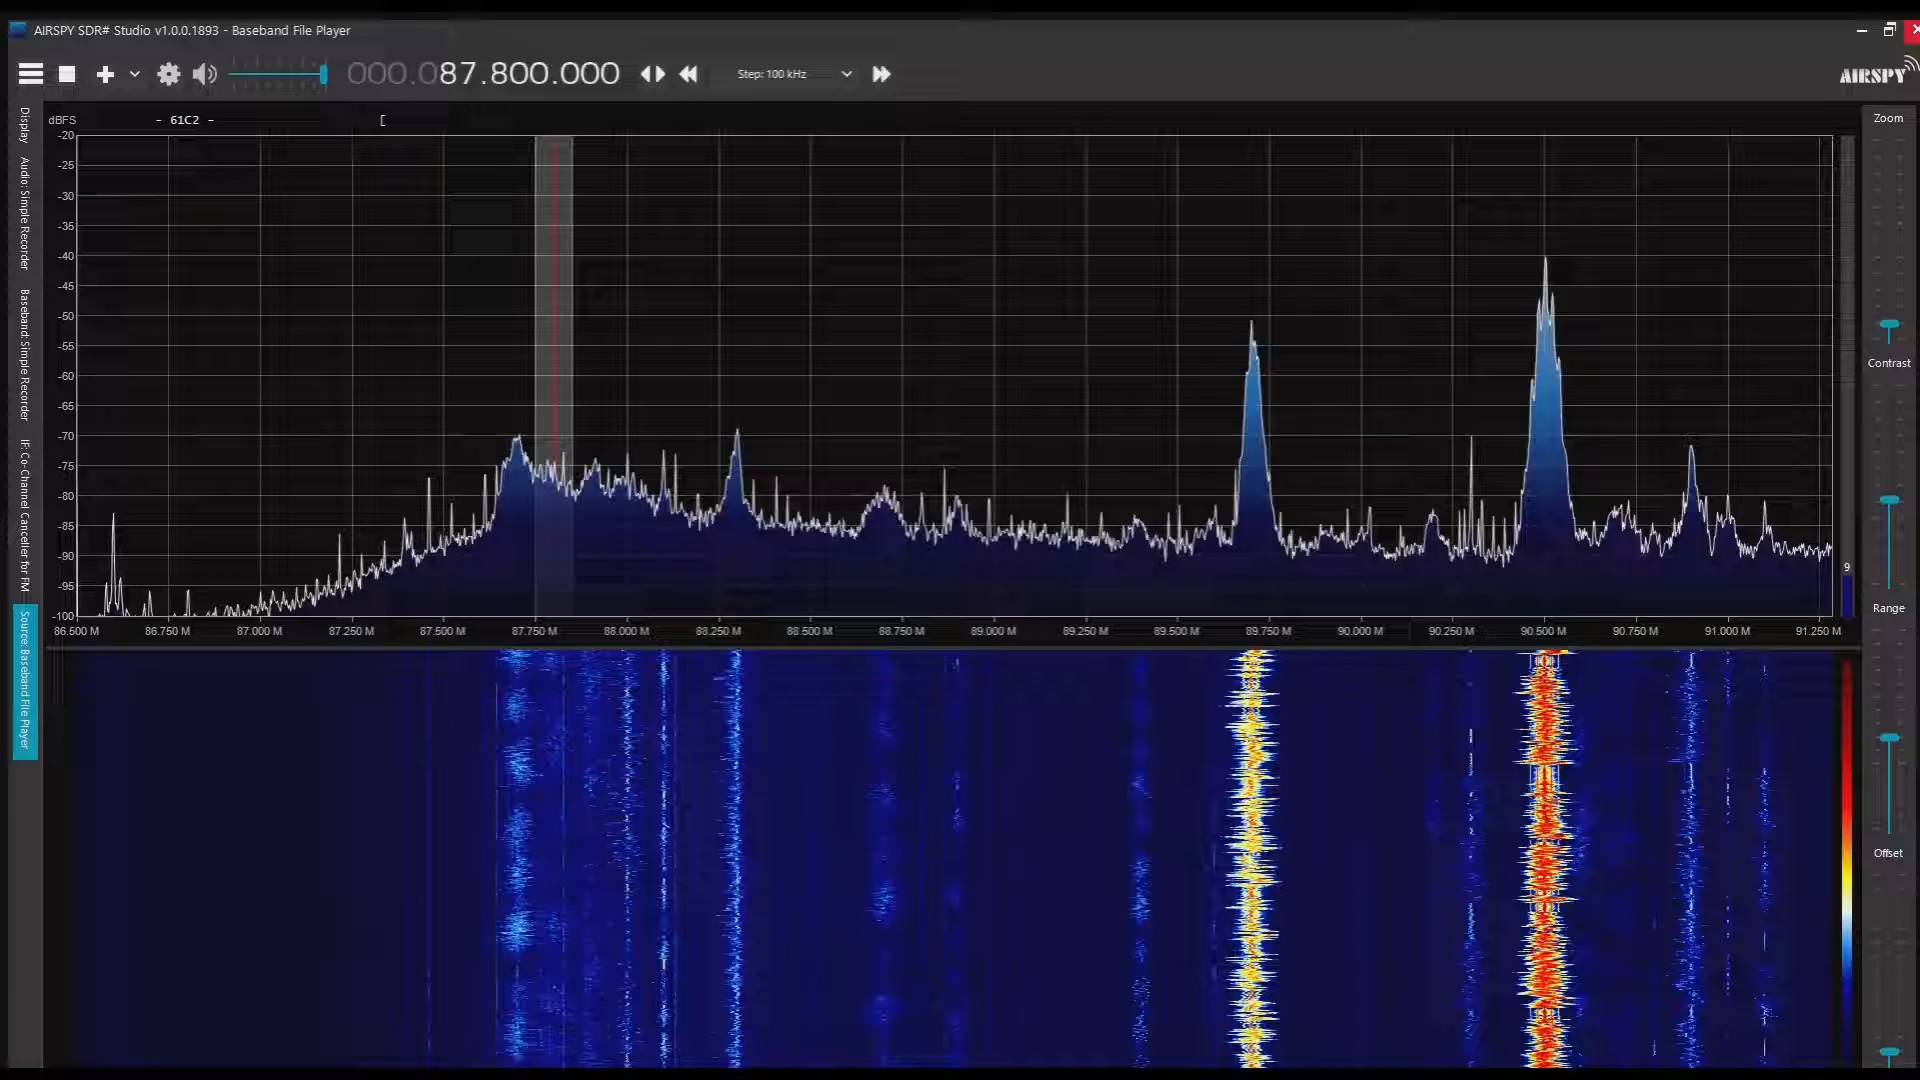 AIRSPY SDR# Studio v1.0.0.1893 - Baseband File Player
000.087.800.000
Step: 100 kHz
AIRSPY
dBFS
- 61C2 -
[
-20
-25
-30
-35
-40
-45
-50
-55
-60
-65
-70
-75
-80
-85
-90
-95
-100
86.500 M 86.750 M 87.000 M 87.250 M 87.500 M 87.750 M 88.000 M 88.250 M 88.500 M 88.750 M 89.000 M 89.250 M 89.500 M 89.750 M 90.000 M 90.250 M 90.500 M 90.750 M 91.000 M 91.250 M
9
Display
Audio: Simple Recorder
Baseband: Simple Recorder
IF: Co-Channel Canceller for FM
Source: Baseband File Player
Zoom
Contrast
Range
Offset